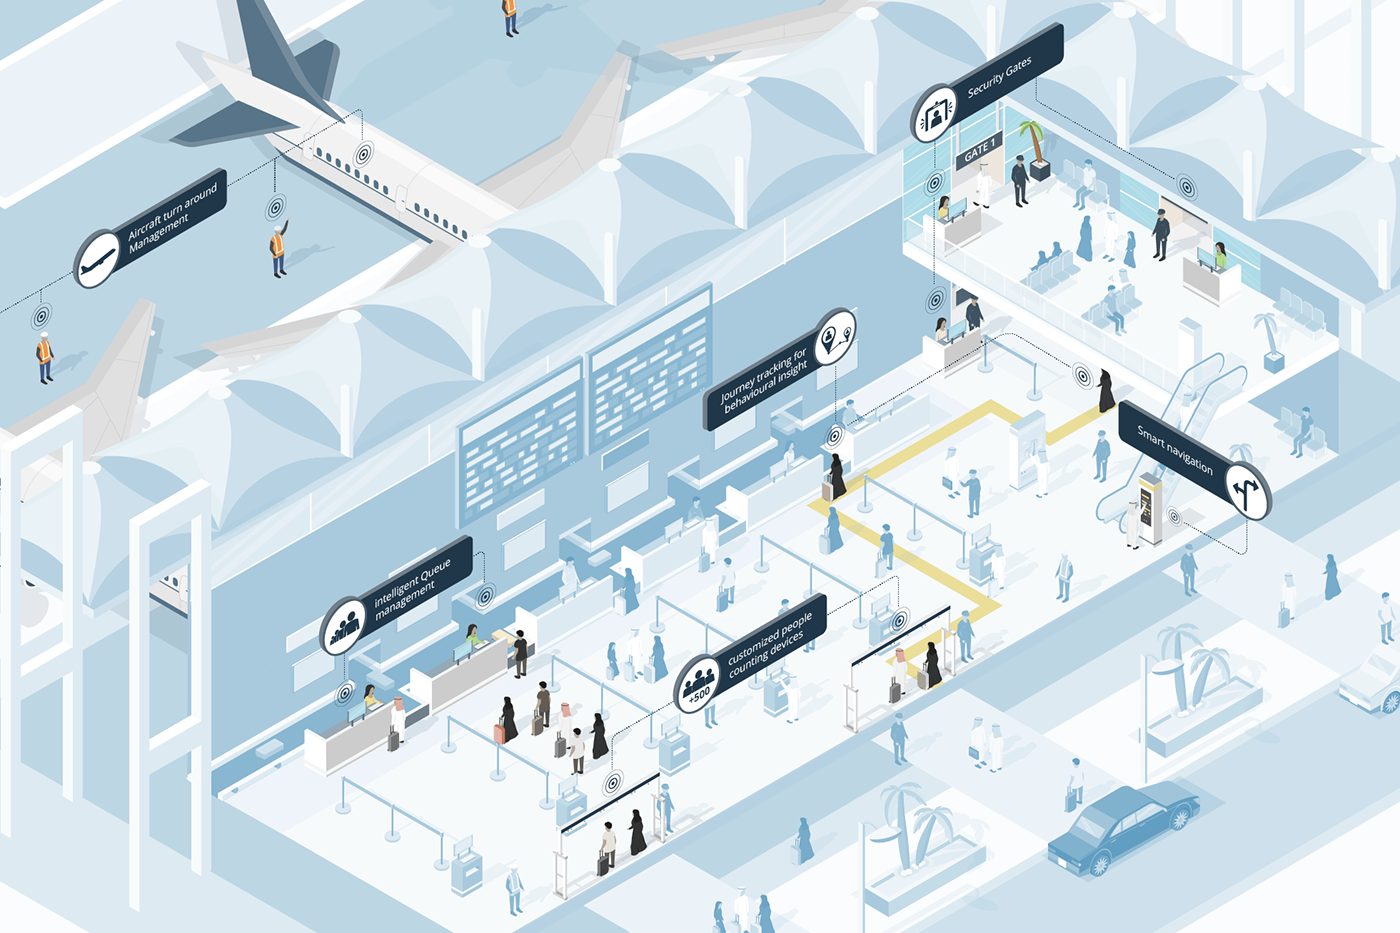 Security Gates
GATE 1
Aircraft turn around
Management
Journey tracking for
behavioural insight
Smart navigation
intelligent Queue
management
customized people
counting devices
+500